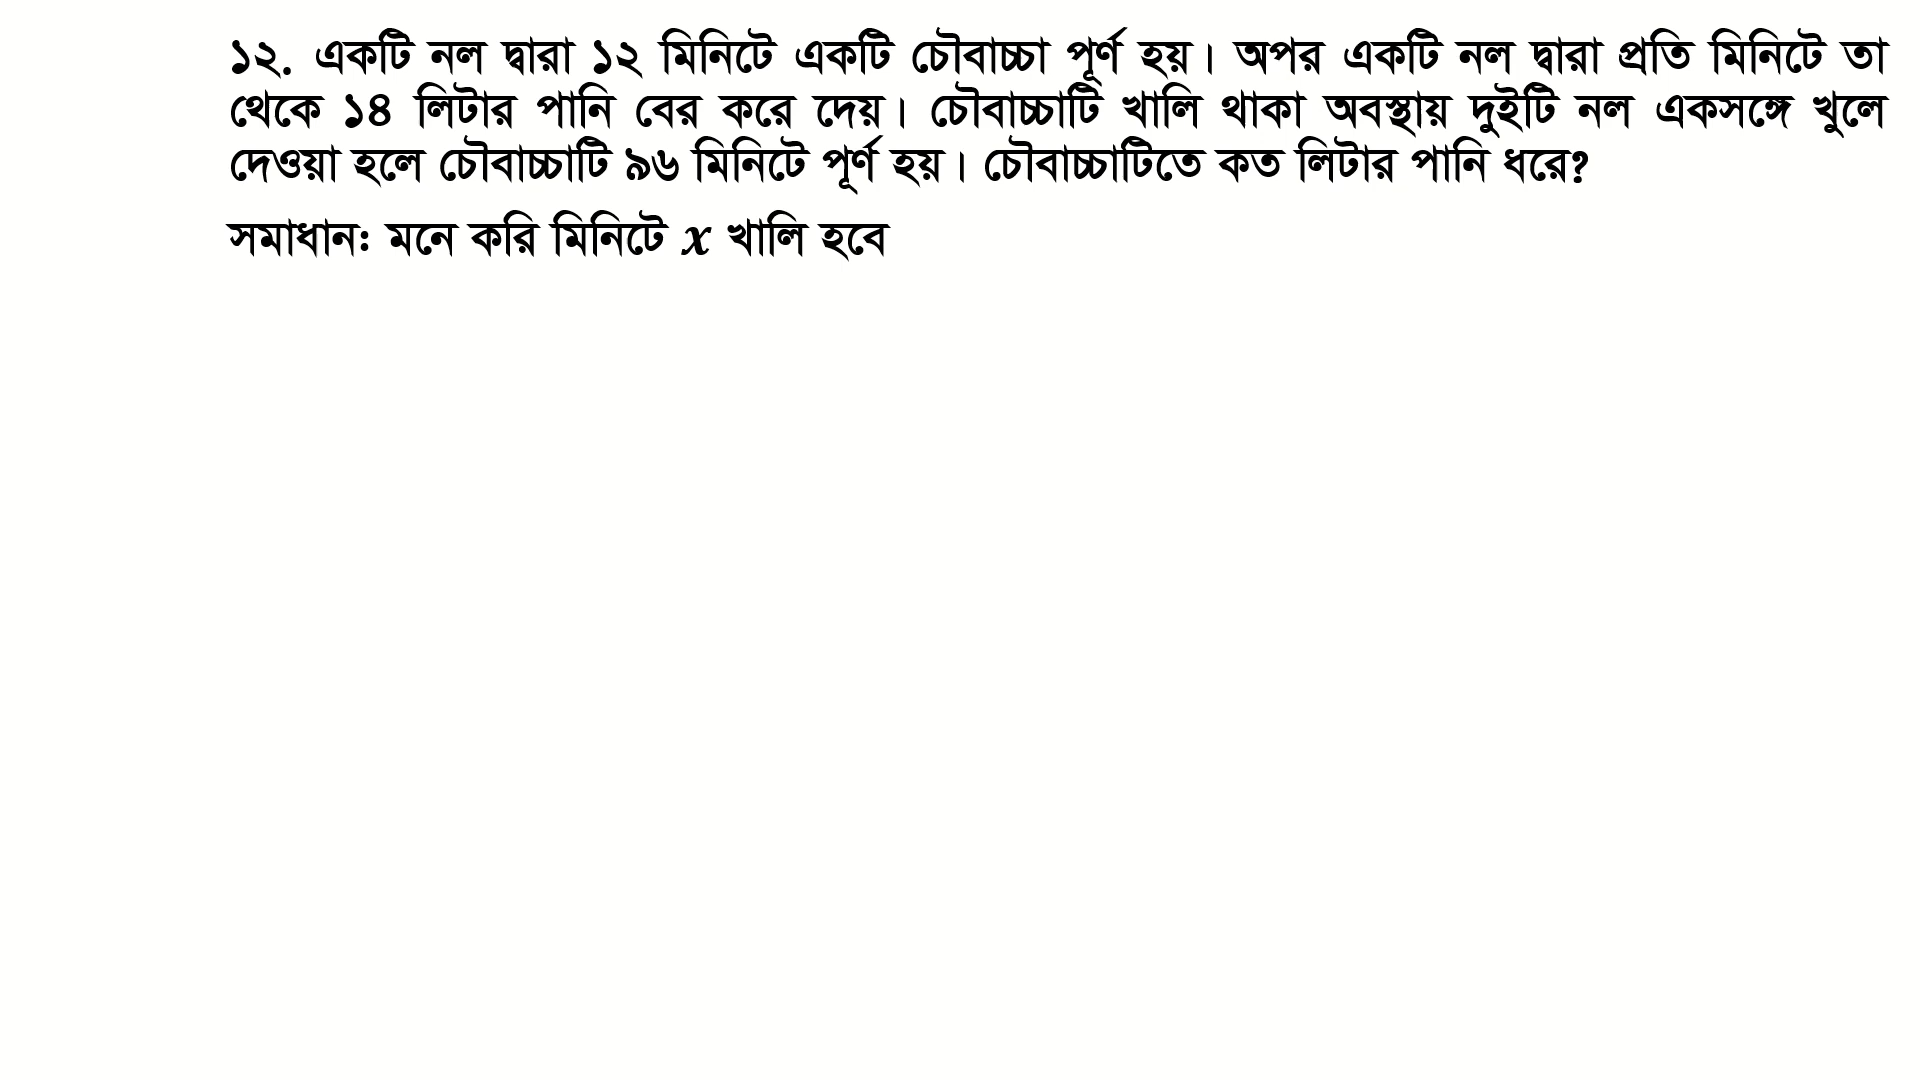 ১২. একটি নল দ্বারা ১২ মিনিটে একটি চৌবাচ্চা পূর্ণ হয়। অপর একটি নল দ্বারা প্রতি মিনিটে তা
থেকে ১৪ লিটার পানি বের করে দেয়। চৌবাচ্চাটি খালি থাকা অবস্থায় দুইটি নল একসঙ্গে খুলে
দেওয়া হলে চৌবাচ্চাটি ৯৬ মিনিটে পূর্ণ হয়। চৌবাচ্চাটিতে কত লিটার পানি ধরে?
সমাধান: মনে করি মিনিটে x খালি হবে